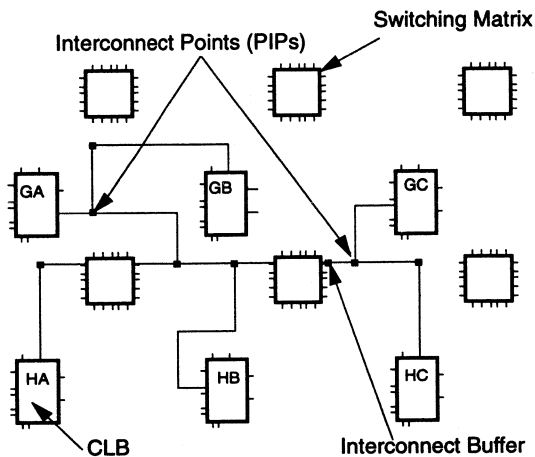 Switching Matrix
Interconnect Points (PIPs)
GA
GB
GC
HA
HB
HC
CLB
Interconnect Buffer